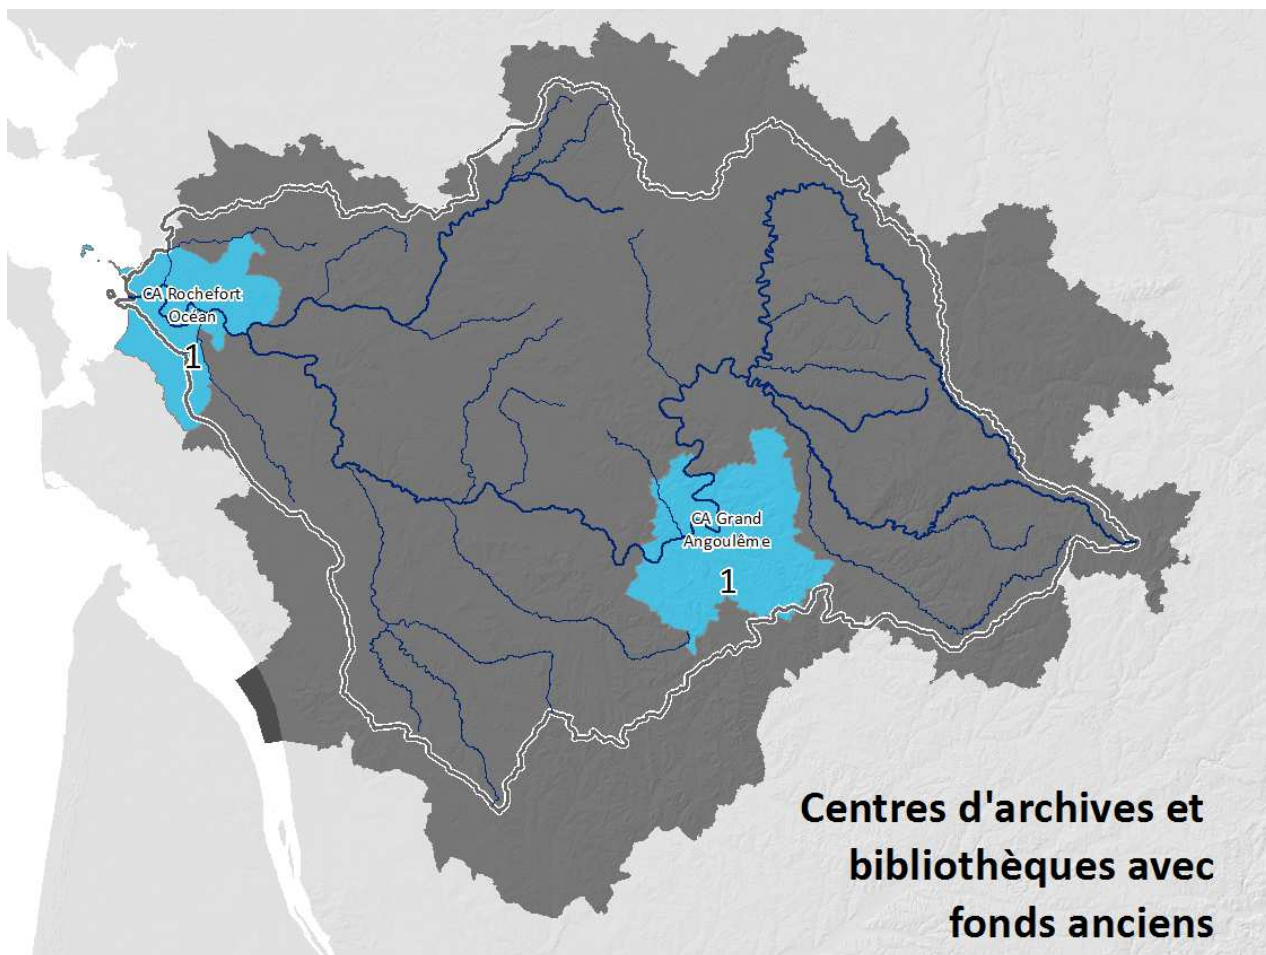 CA Rochefort
Océan
1
CA Grand
Angoulême
1
Centres d'archives et
bibliothèques avec
fonds anciens